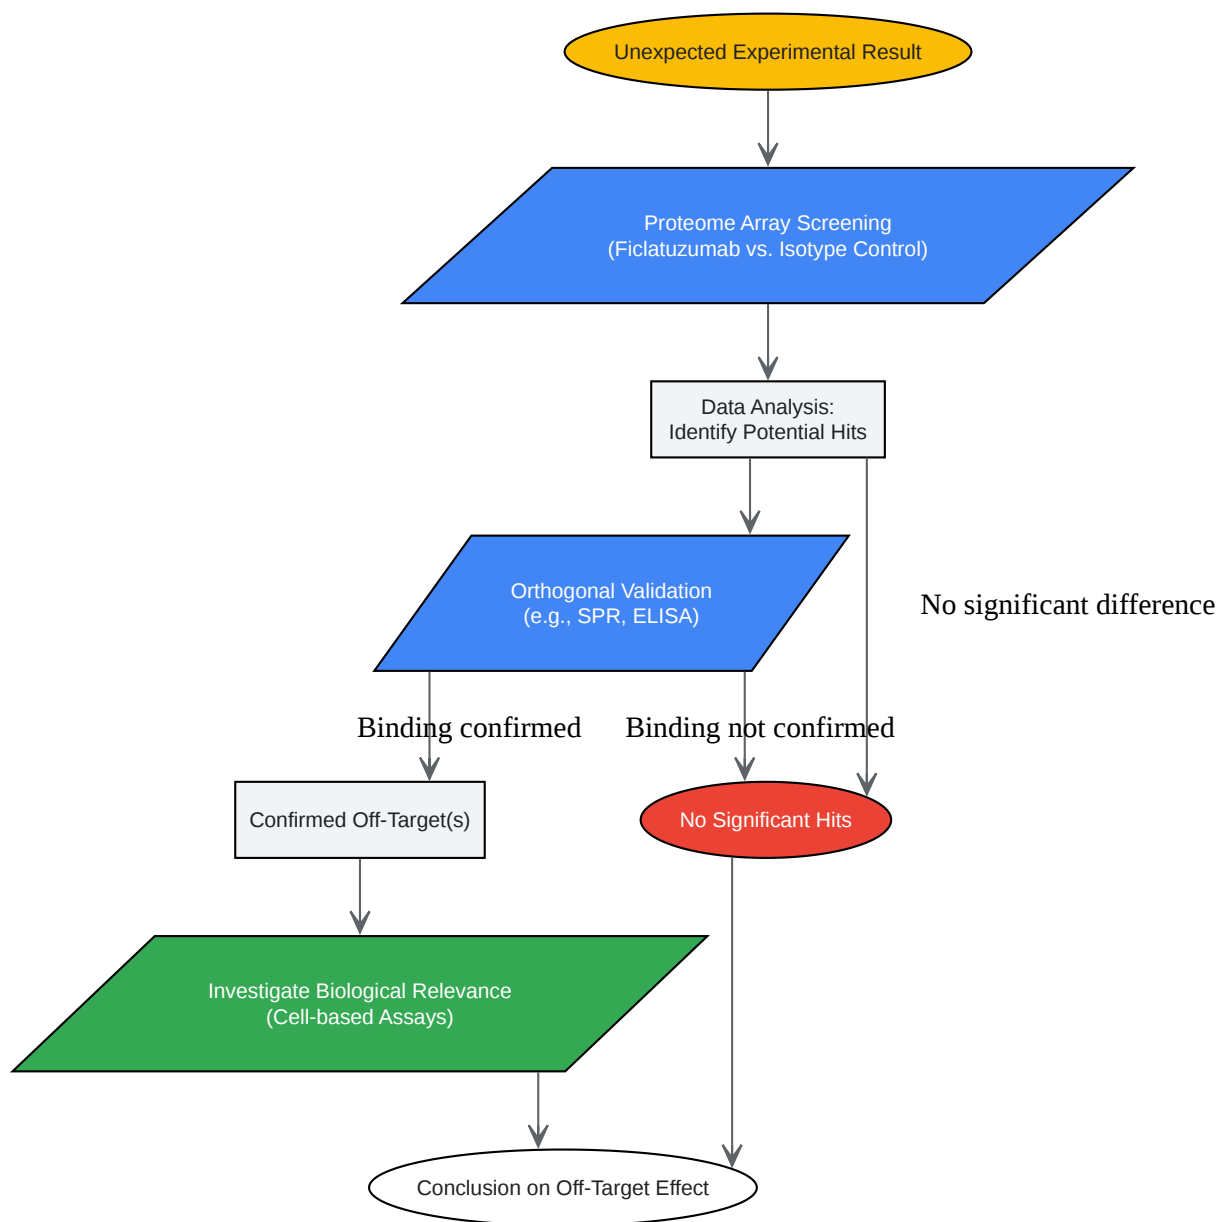 Unexpected Experimental Result
Proteome Array Screening
(Ficlatuzumab vs. Isotype Control)
Data Analysis:
Identify Potential Hits
Orthogonal Validation
(e.g., SPR, ELISA)
No significant difference
Binding confirmed
Binding not confirmed
Confirmed Off-Target(s)
No Significant Hits
Investigate Biological Relevance
(Cell-based Assays)
Conclusion on Off-Target Effect